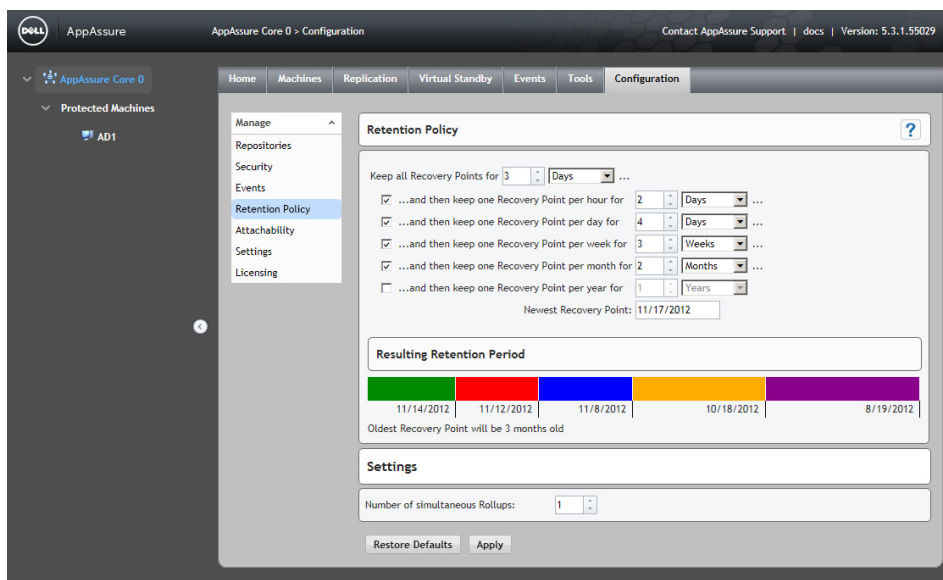 DELL AppAssure AppAssure Core 0 > Configuration Contact AppAssure Support | docs | Version: 5.3.1.55029
AppAssure Core 0
Protected Machines
AD1
Home Machines Replication Virtual Standby Events Tools Configuration
Manage
Repositories
Security
Events
Retention Policy
Attachability
Settings
Licensing
Retention Policy ?
Keep all Recovery Points for 3 Days ...
...and then keep one Recovery Point per hour for 2 Days ...
...and then keep one Recovery Point per day for 4 Days ...
...and then keep one Recovery Point per week for 3 Weeks ...
...and then keep one Recovery Point per month for 2 Months ...
...and then keep one Recovery Point per year for 1 Years
Newest Recovery Point: 11/17/2012
Resulting Retention Period
11/14/2012 11/12/2012 11/8/2012 10/18/2012 8/19/2012
Oldest Recovery Point will be 3 months old
Settings
Number of simultaneous Rollups: 1
Restore Defaults Apply